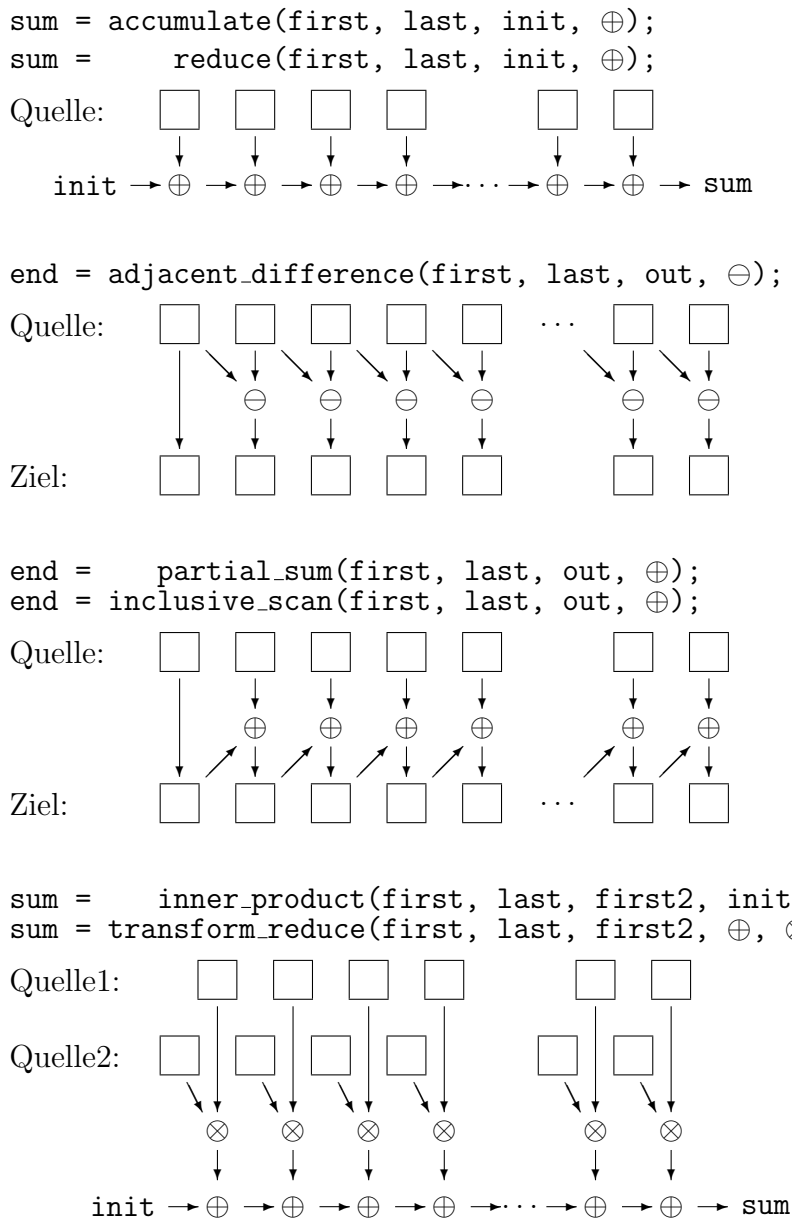 sum = accumulate(first, last, init, ⊕);
sum =     reduce(first, last, init, ⊕);
Quelle:
init ⊕ ⊕ ⊕ ⊕ ··· ⊕ ⊕ sum
end = adjacent_difference(first, last, out, ⊖);
Quelle: ···
⊖ ⊖ ⊖ ⊖ ⊖ ⊖
Ziel:
end =    partial_sum(first, last, out, ⊕);
end = inclusive_scan(first, last, out, ⊕);
Quelle:
⊕ ⊕ ⊕ ⊕ ⊕ ⊕
Ziel: ···
sum =    inner_product(first, last, first2, init
sum = transform_reduce(first, last, first2, ⊕,
Quelle1:
Quelle2:
⊗ ⊗ ⊗ ⊗ ⊗ ⊗
init ⊕ ⊕ ⊕ ⊕ ··· ⊕ ⊕ sum